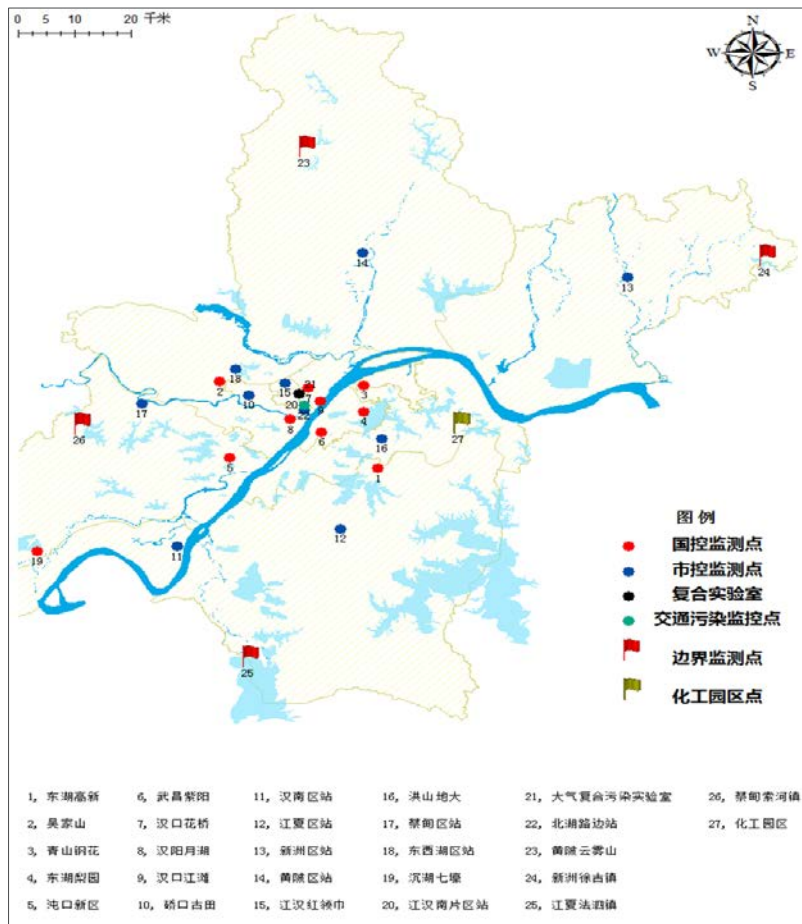 0 5 10 20 千米
N
W E
S
23
14
24
13
18
2
15
21
7
3
10
20
17
9
22
4
26
8
27
6
16
5
1
12
19
11
25
图例
国控监测点
市控监测点
复合实验室
交通污染监控点
边界监测点
化工园区点
1, 东湖高新 6, 武昌紫阳 11, 汉南区站 16, 洪山地大 21, 大气复合污染实验室 26, 蔡甸索河镇
2, 吴家山 7, 汉口花桥 12, 江夏区站 17, 蔡甸区站 22, 北湖路边站 27, 化工园区
3, 青山钢花 8, 汉阳月湖 13, 新洲区站 18, 东西湖区站 23, 黄陂云雾山
4, 东湖梨园 9, 汉口江滩 14, 黄陂区站 19, 沉湖七壕 24, 新洲徐古镇
5, 沌口新区 10, 硚口古田 15, 江汉红领巾 20, 江汉南片区站 25, 江夏法泗镇